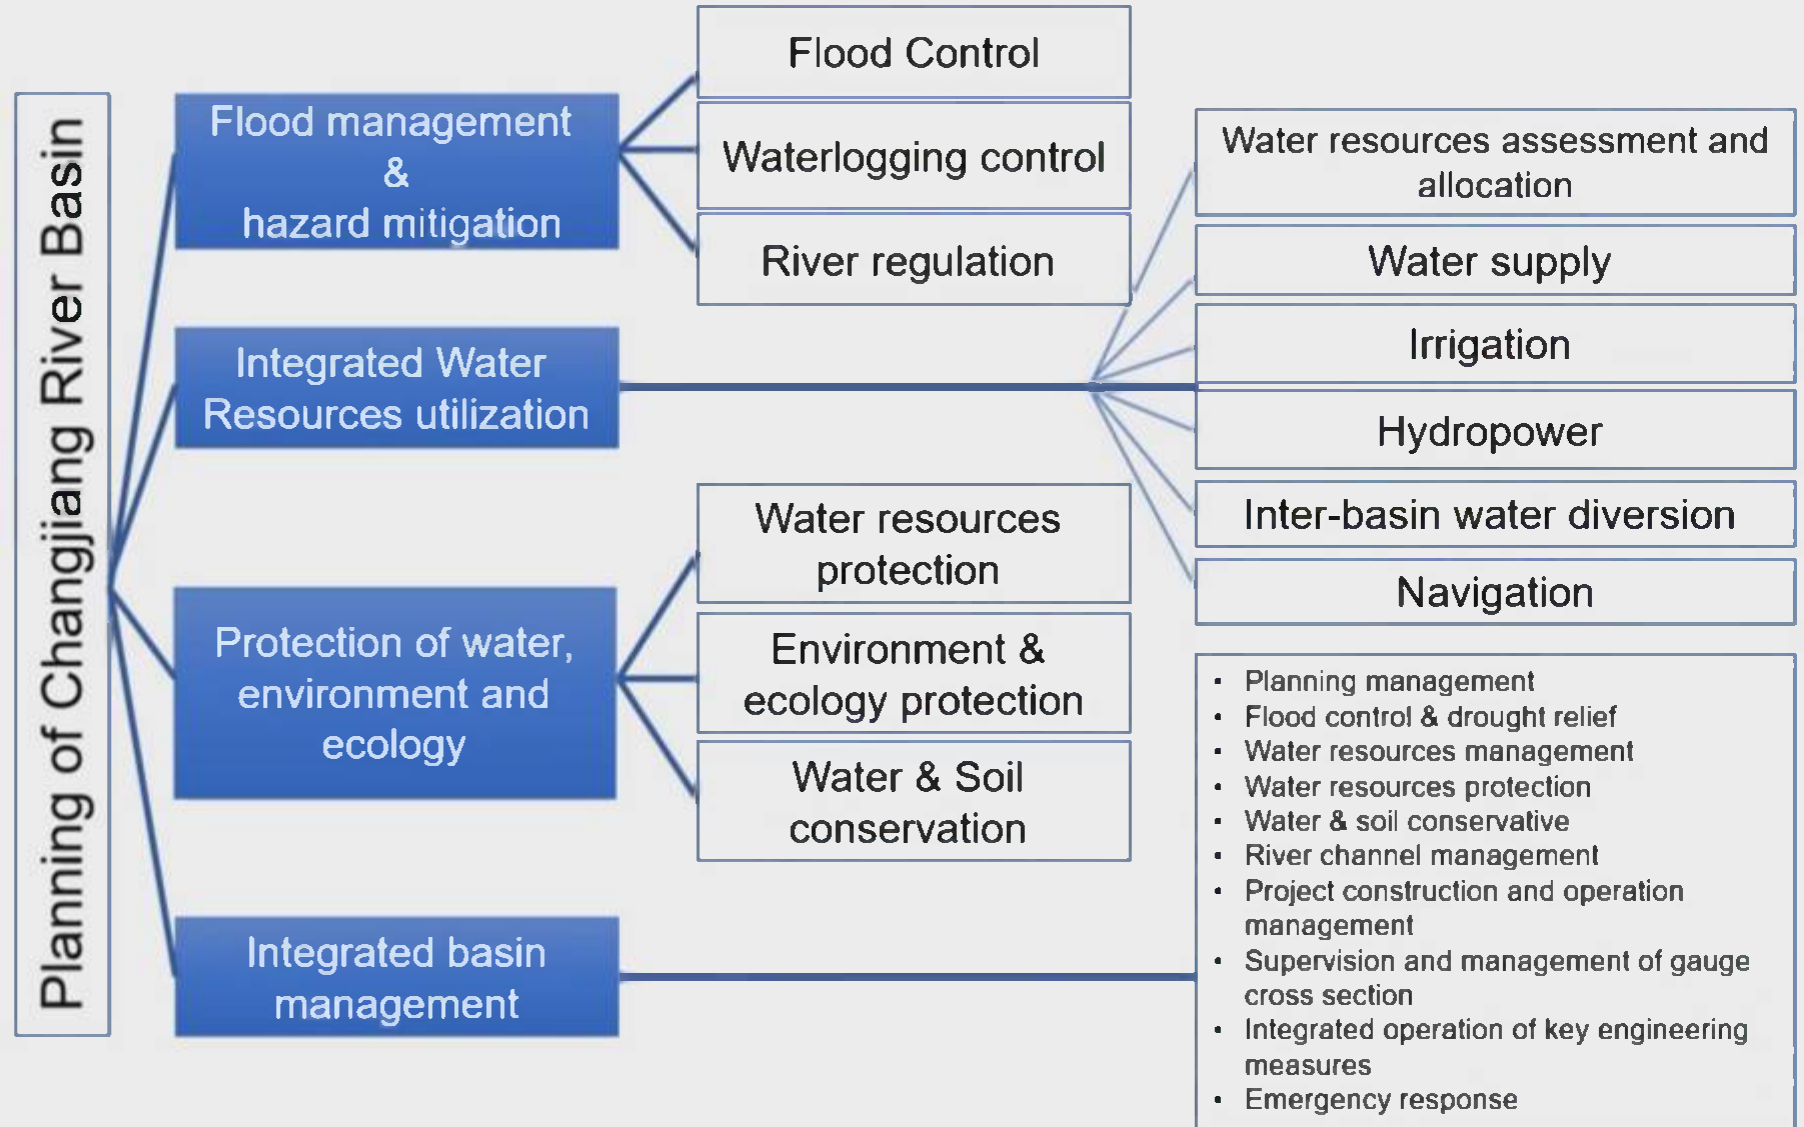 Planning of Changjiang River Basin
Flood management
&
hazard mitigation
Flood Control
Waterlogging control
River regulation
Integrated Water
Resources utilization
Water resources assessment and
allocation
Water supply
Irrigation
Hydropower
Inter-basin water diversion
Navigation
Protection of water,
environment and
ecology
Water resources
protection
Environment &
ecology protection
Water & Soil
conservation
Integrated basin
management
• Planning management
• Flood control & drought relief
• Water resources management
• Water resources protection
• Water & soil conservative
• River channel management
• Project construction and operation
management
• Supervision and management of gauge
cross section
• Integrated operation of key engineering
measures
• Emergency response